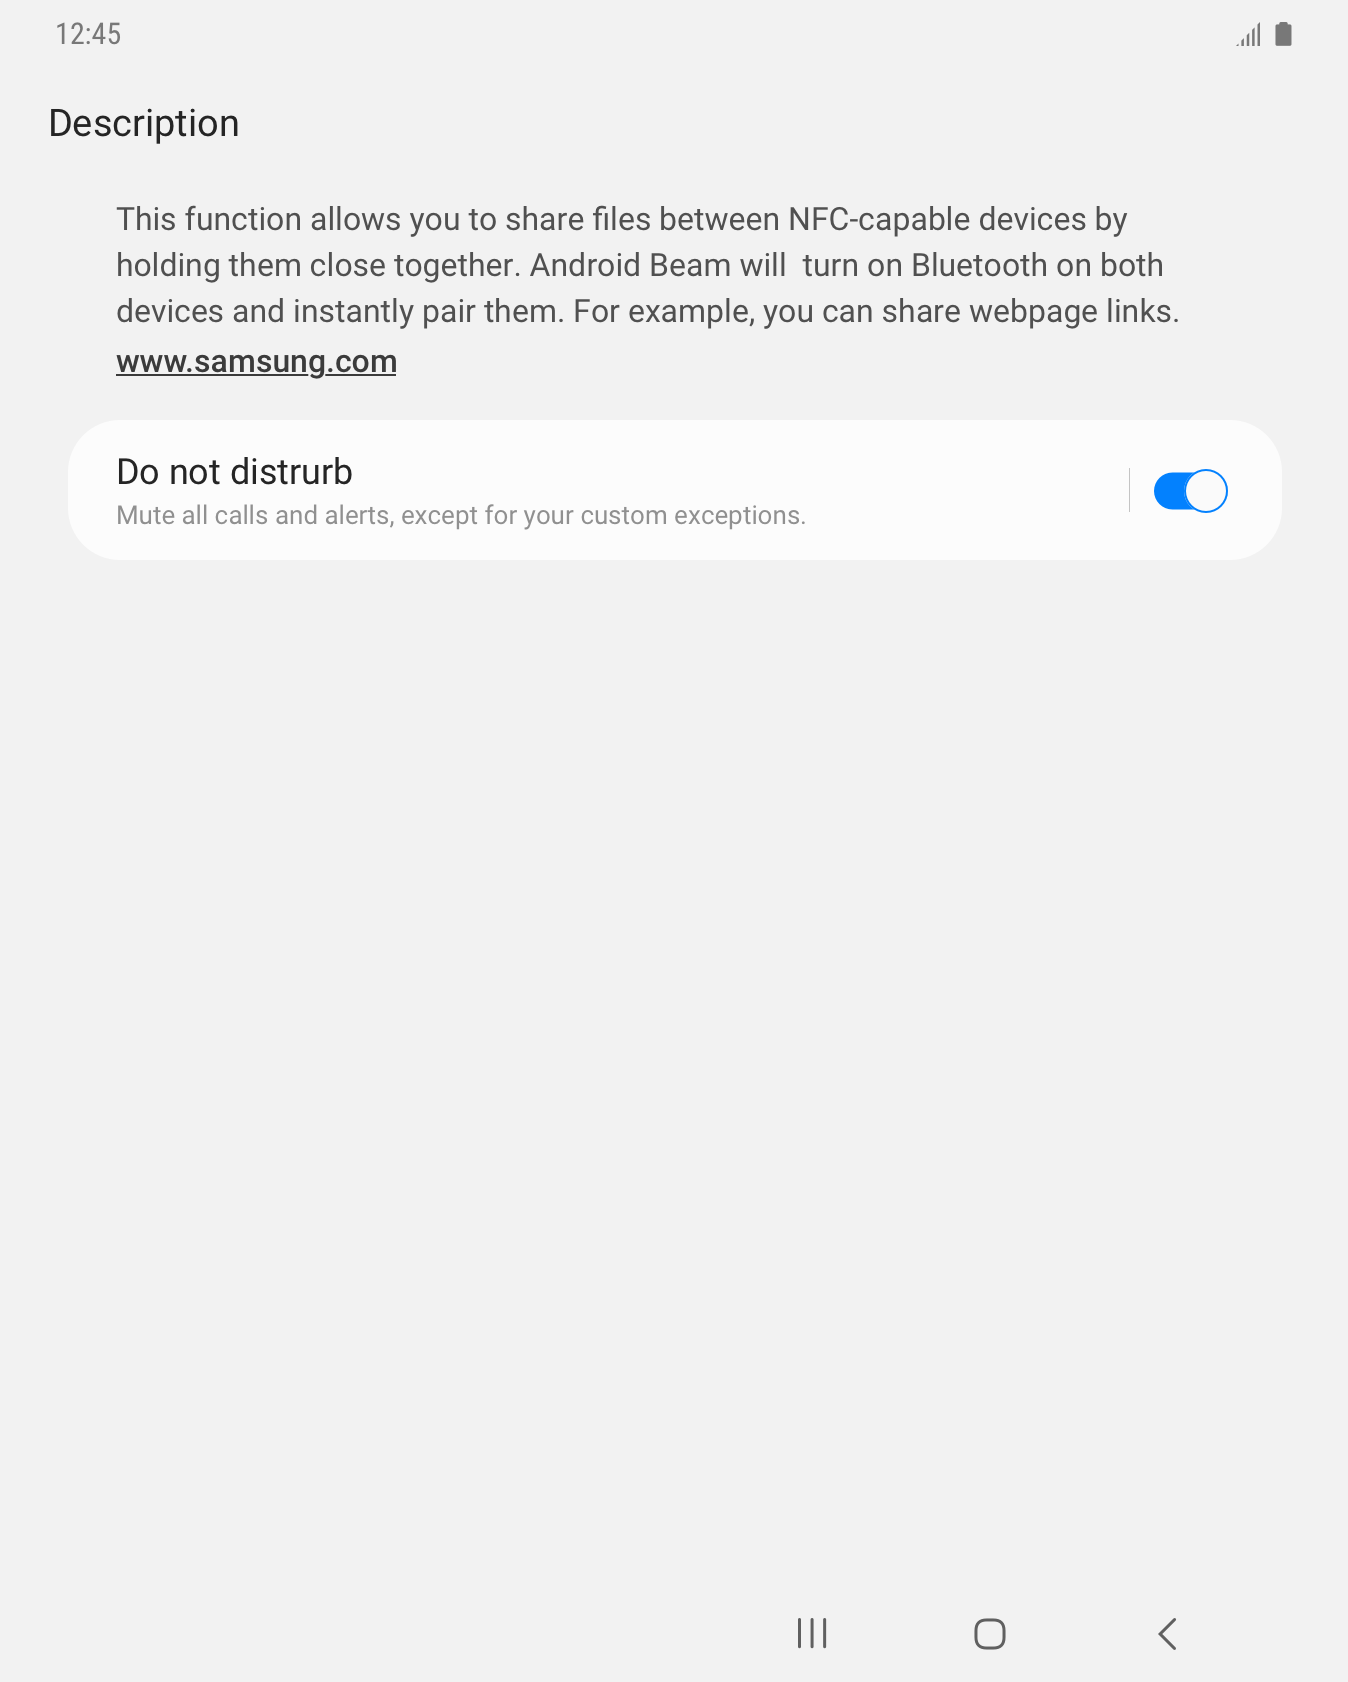 12:45
Description
This function allows you to share files between NFC-capable devices by
holding them close together. Android Beam will  turn on Bluetooth on both
devices and instantly pair them. For example, you can share webpage links.
www.samsung.com
Do not distrurb
Mute all calls and alerts, except for your custom exceptions.